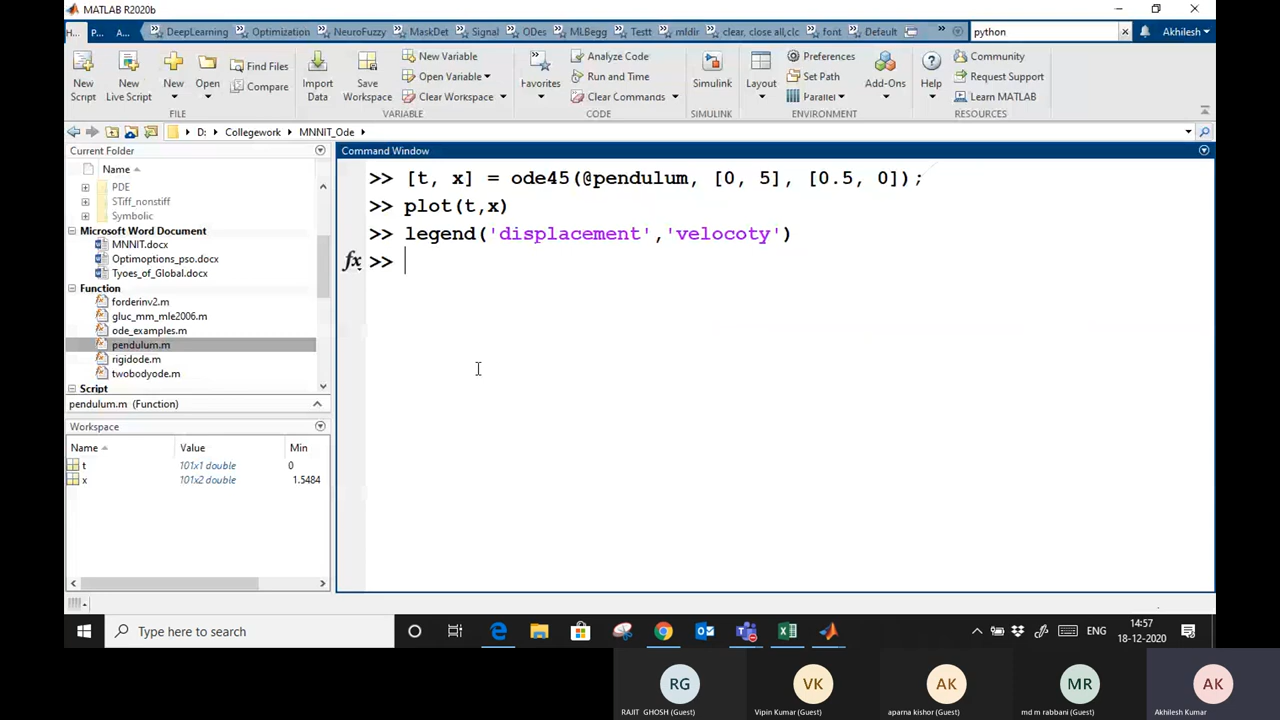 MATLAB R2020b
H... P... A... DeepLearning Optimization NeuroFuzzy MaskDet Signal ODes MLBegg Testt mldir clear, close all,clc font Default python Akhilesh
New Script New Live Script New Open Find Files Compare Import Data Save Workspace New Variable Open Variable Clear Workspace Favorites Analyze Code Run and Time Clear Commands Simulink Layout Preferences Set Path Parallel Add-Ons Help Community Request Support Learn MATLAB
FILE VARIABLE CODE SIMULINK ENVIRONMENT RESOURCES
D: Collegework MNNIT_Ode
Current Folder
Name
PDE
STiff_nonstiff
Symbolic
Microsoft Word Document
MNNIT.docx
Optimoptions_pso.docx
Tyoes_of_Global.docx
Function
forderinv2.m
gluc_mm_mle2006.m
ode_examples.m
pendulum.m
rigidode.m
twobodyode.m
Script
pendulum.m (Function)
Workspace
Name Value Min
t 101x1 double 0
x 101x2 double 1.5484
Command Window
>> [t, x] = ode45(@pendulum, [0, 5], [0.5, 0]);
>> plot(t,x)
>> legend('displacement','velocoty')
fx >>
Type here to search
ENG
14:57
18-12-2020
RG VK AK MR AK
RAJIT GHOSH (Guest) Vipin Kumar (Guest) aparna kishor (Guest) md m rabbani (Guest) Akhilesh Kumar